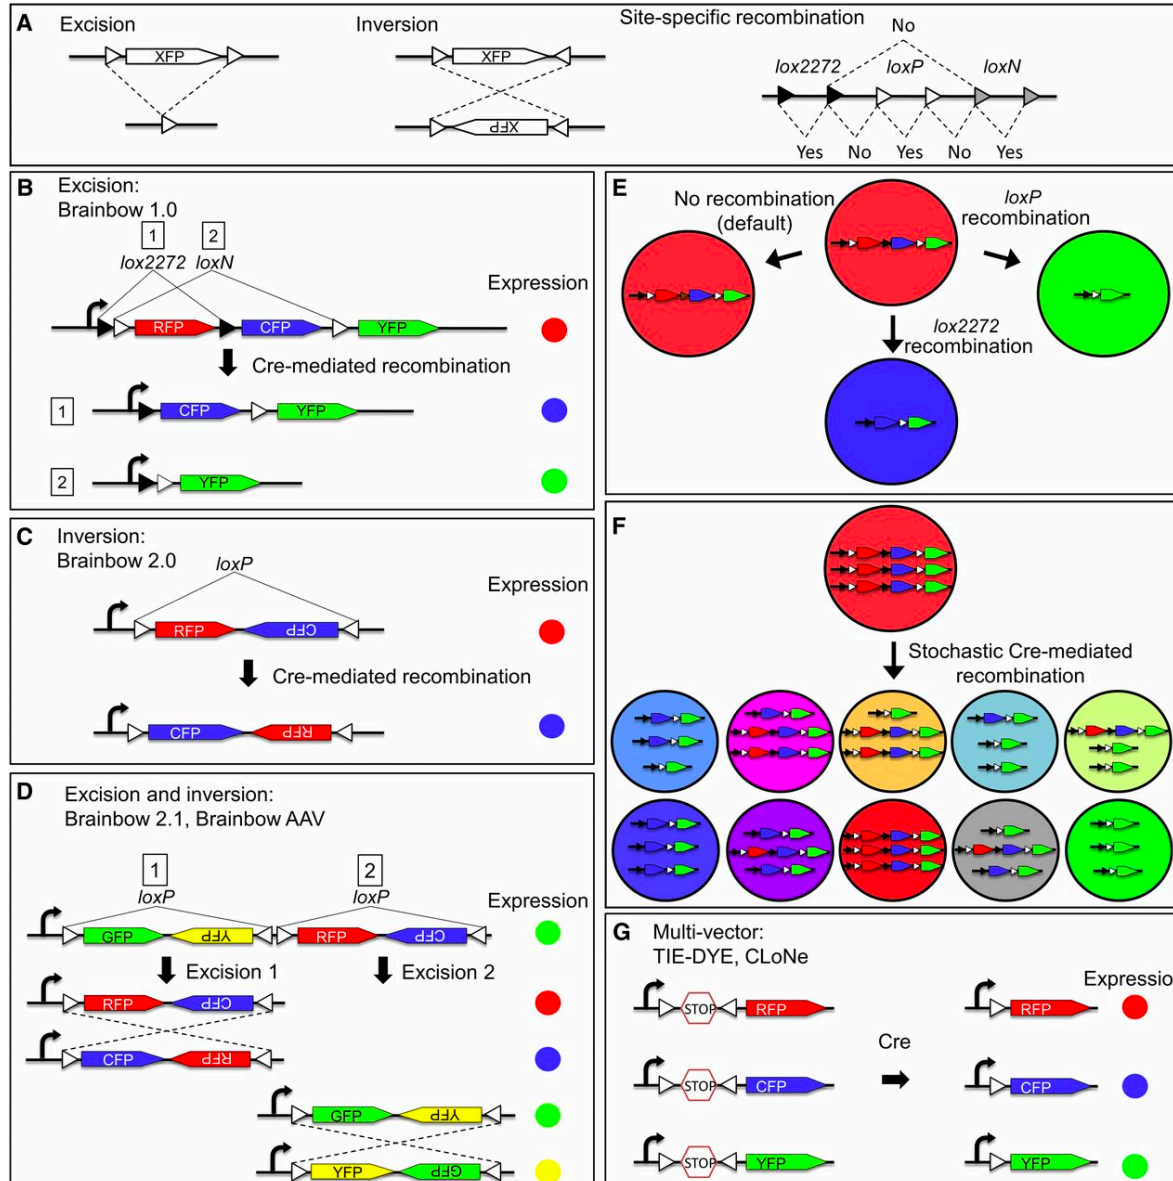 A
Excision
XFP
Inversion
XFP
XFP
Site-specific recombination
No
lox2272 loxP loxN
Yes No Yes No Yes
B Excision:
Brainbow 1.0
1 2
lox2272 loxN
Expression
RFP CFP YFP
Cre-mediated recombination
1 CFP YFP
2 YFP
C Inversion:
Brainbow 2.0
loxP
Expression
RFP CFP
Cre-mediated recombination
CFP RFP
D Excision and inversion:
Brainbow 2.1, Brainbow AAV
1 2
loxP loxP
Expression
GFP YFP RFP CFP
Excision 1 Excision 2
RFP CFP
CFP RFP
GFP YFP
YFP GFP
E
No recombination
(default)
loxP
recombination
lox2272
recombination
F
Stochastic Cre-mediated
recombination
G Multi-vector:
TIE-DYE, CLoNe
Expressio
STOP RFP RFP
Cre
STOP CFP CFP
STOP YFP YFP